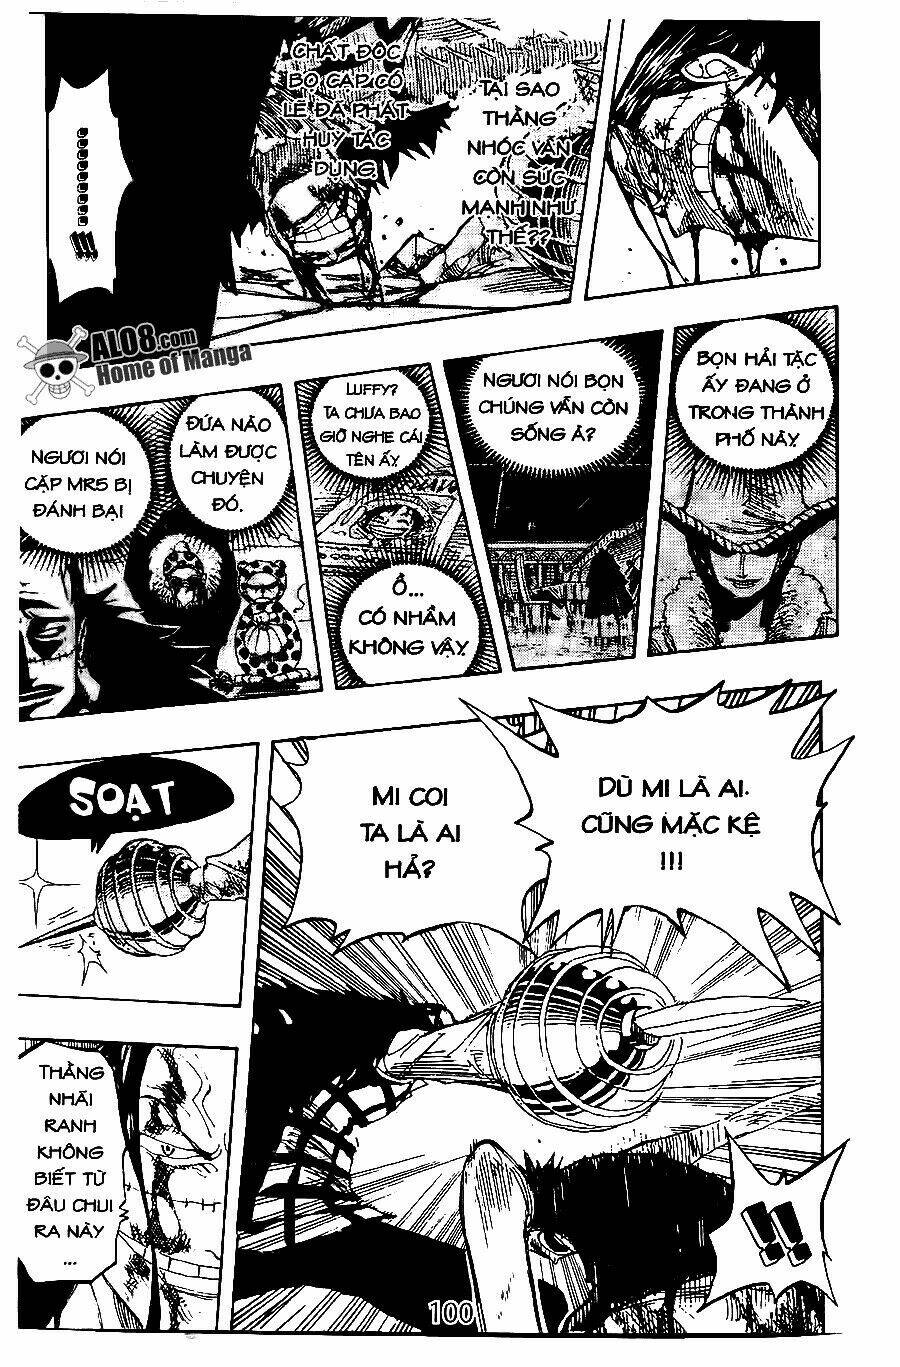 TẠI SAO
THẰNG
NHÓC VẪN
CÒN SỨC
MẠNH NHƯ
THẾ??
CHẤT ĐỘC
BỌ CẠP CÓ
LẼ ĐÃ PHÁT
HUY TÁC
DỤNG.
.........!!!
ALO8.com
Home of Manga
BỌN HẢI TẶC
ẤY ĐANG Ở
TRONG THÀNH
PHỐ NÀY.
NGƯƠI NÓI BỌN
CHÚNG VẪN CÒN
SỐNG À?
LUFFY?
TA CHƯA BAO
GIỜ NGHE CÁI
TÊN ẤY.
Ồ...
CÓ NHẦM
KHÔNG VẬY.
ĐỨA NÀO
LÀM ĐƯỢC
CHUYỆN
ĐÓ.
NGƯƠI NÓI
CẶP MR5 BỊ
ĐÁNH BẠI
DÙ MI LÀ AI.
CŨNG MẶC KỆ
!!!
MI COI
TA LÀ AI
HẢ?
SOẠT
!!
THẰNG
NHÃI
RANH
KHÔNG
BIẾT TỪ
ĐÂU CHUI
RA NÀY
...
100